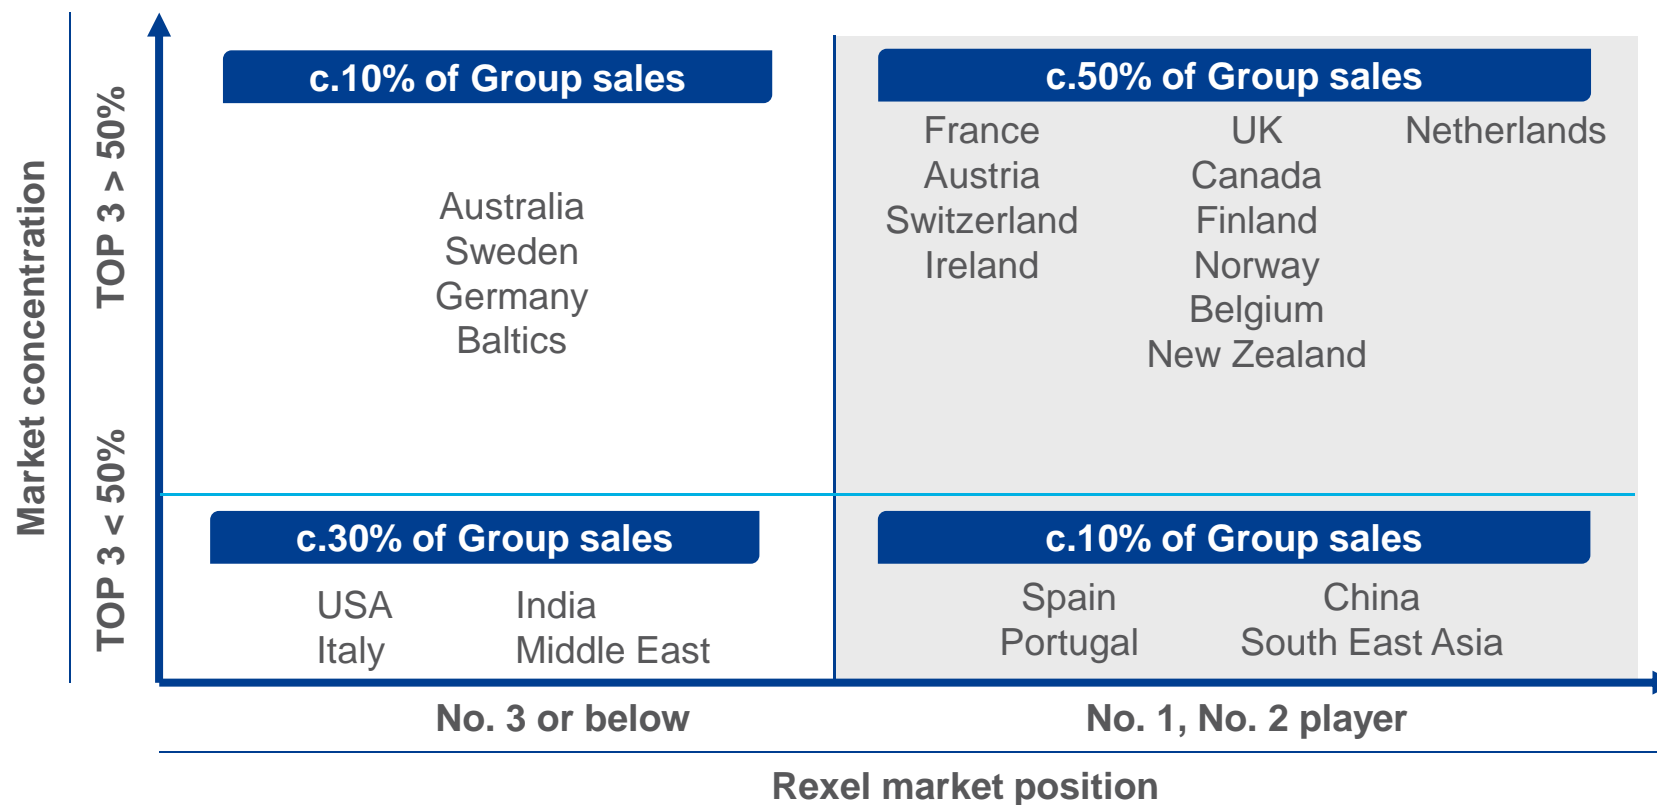 Market concentration
TOP 3 > 50%
TOP 3 < 50%
c.10% of Group sales
Australia
Sweden
Germany
Baltics
c.50% of Group sales
France UK Netherlands
Austria Canada
Switzerland Finland
Ireland Norway
Belgium
New Zealand
c.30% of Group sales
USA India
Italy Middle East
c.10% of Group sales
Spain China
Portugal South East Asia
No. 3 or below
No. 1, No. 2 player
Rexel market position